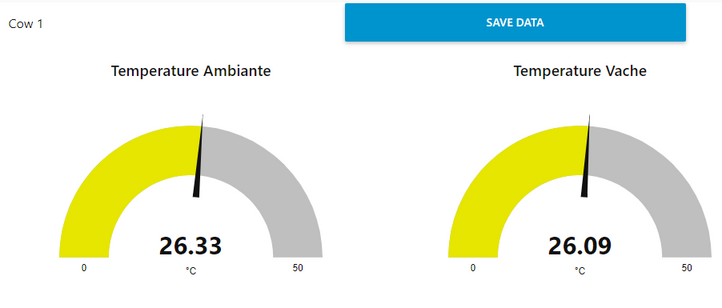 Cow 1
SAVE DATA
Temperature Ambiante
Temperature Vache
26.33
0
°C
50
26.09
0
°C
50